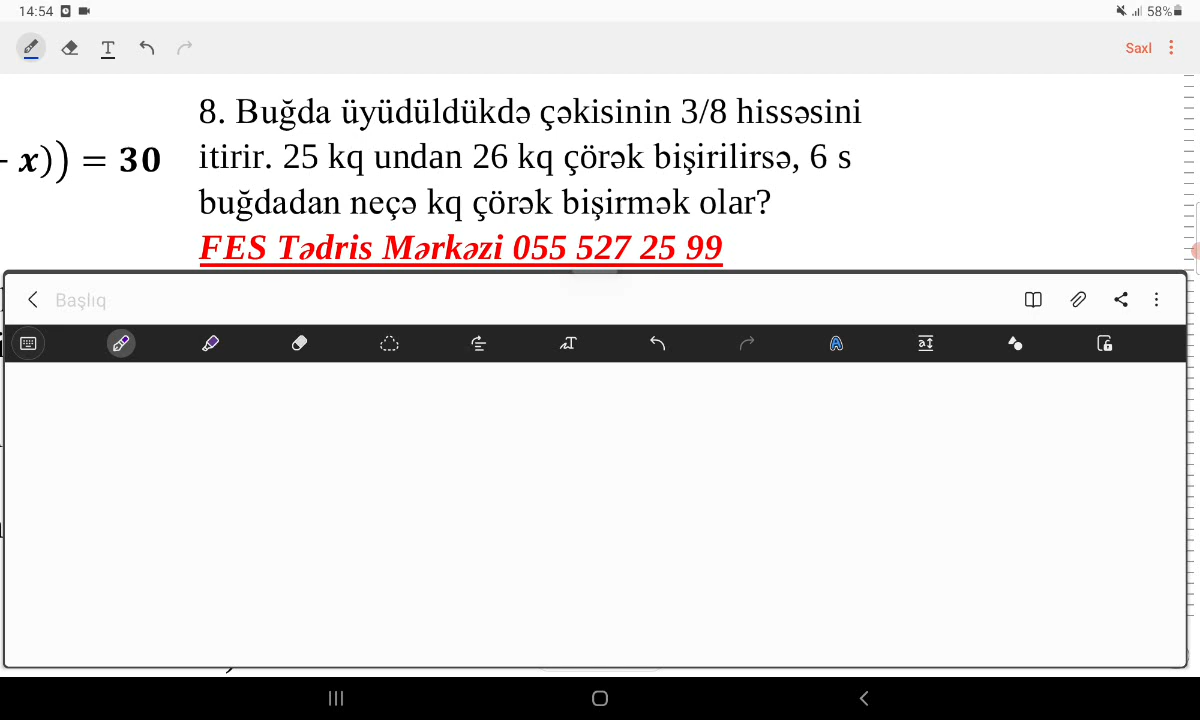 14:54
58%
Saxl
8. Buğda üyüdüldükdə çəkisinin 3/8 hissəsini
- x)) = 30
itirir. 25 kq undan 26 kq çörək bişirilirsə, 6 s
buğdadan neçə kq çörək bişirmək olar?
FES Tədris Mərkəzi 055 527 25 99
Başlıq